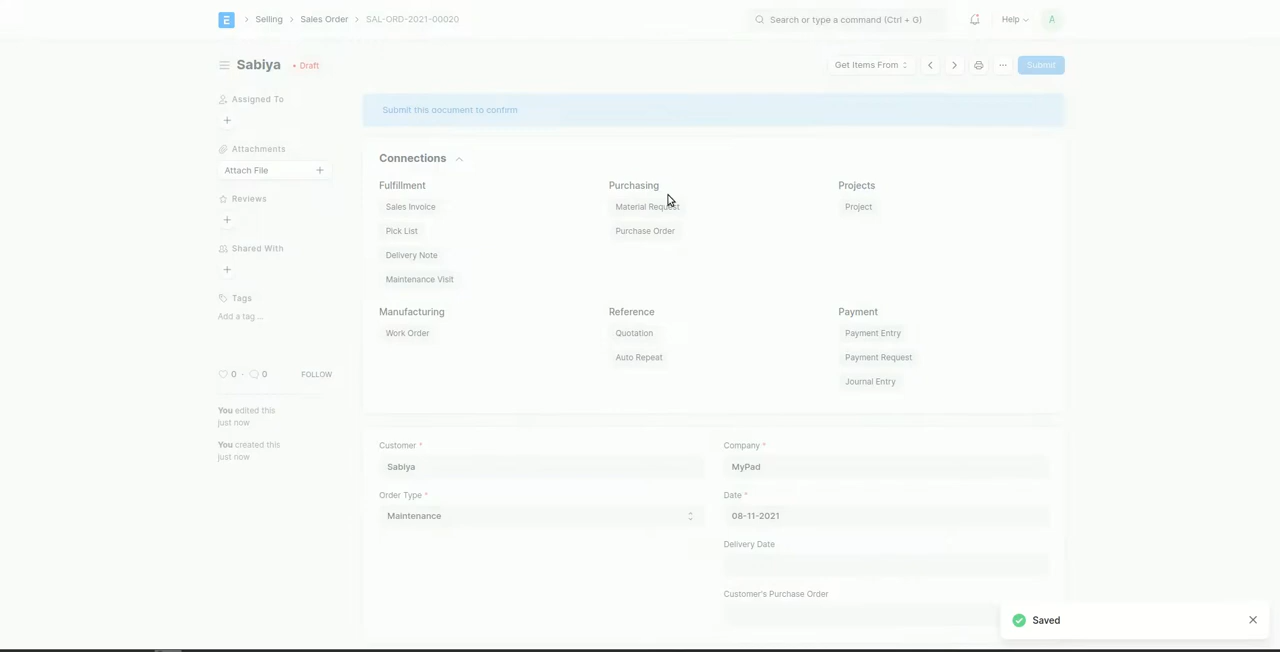 E
Selling
Sales Order
SAL-ORD-2021-00020
Search or type a command (Ctrl + G)
Help
A
Sabiya
• Draft
Get Items From
...
Submit
Assigned To
+
Attachments
Attach File +
Reviews
+
Shared With
+
Tags
Add a tag ...
0 · 0 FOLLOW
You edited this
just now
You created this
just now
Submit this document to confirm
Connections
Fulfillment
Sales Invoice
Pick List
Delivery Note
Maintenance Visit
Purchasing
Material Request
Purchase Order
Projects
Project
Manufacturing
Work Order
Reference
Quotation
Auto Repeat
Payment
Payment Entry
Payment Request
Journal Entry
Customer *
Sabiya
Order Type *
Maintenance
Company *
MyPad
Date *
08-11-2021
Delivery Date
Customer's Purchase Order
Saved